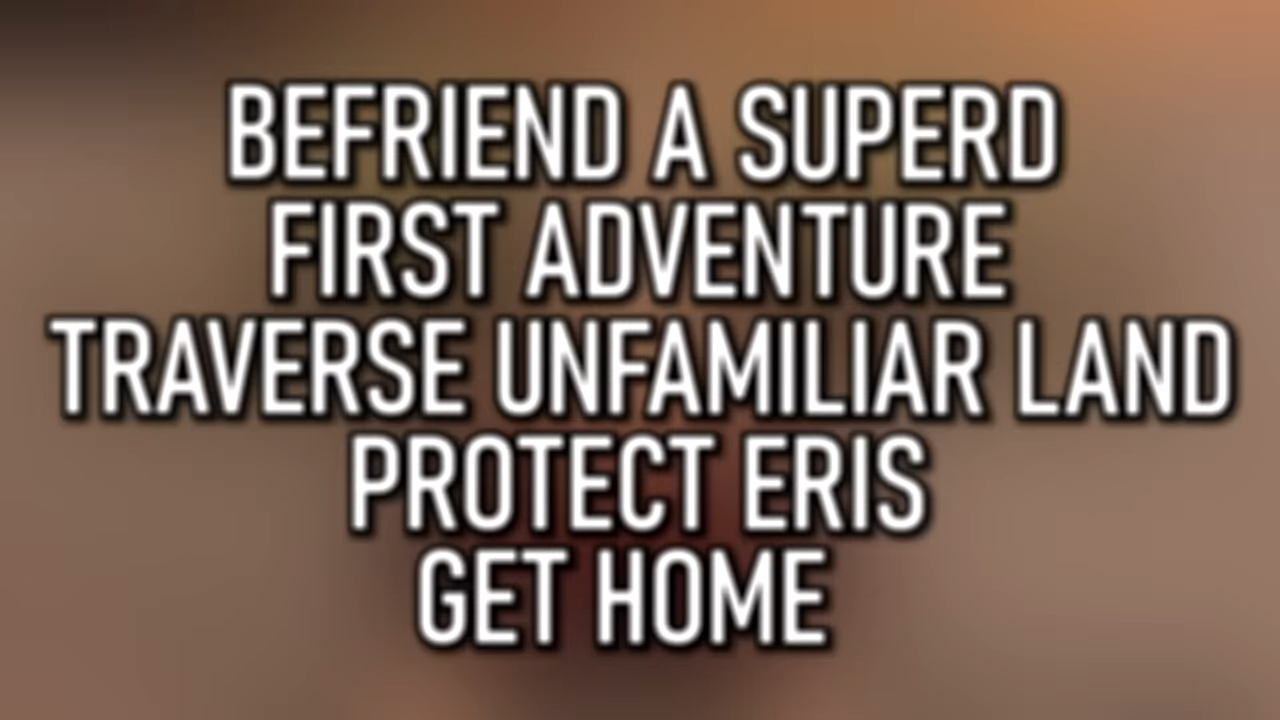 BEFRIEND A SUPERD
FIRST ADVENTURE
TRAVERSE UNFAMILIAR LAND
PROTECT ERIS
GET HOME